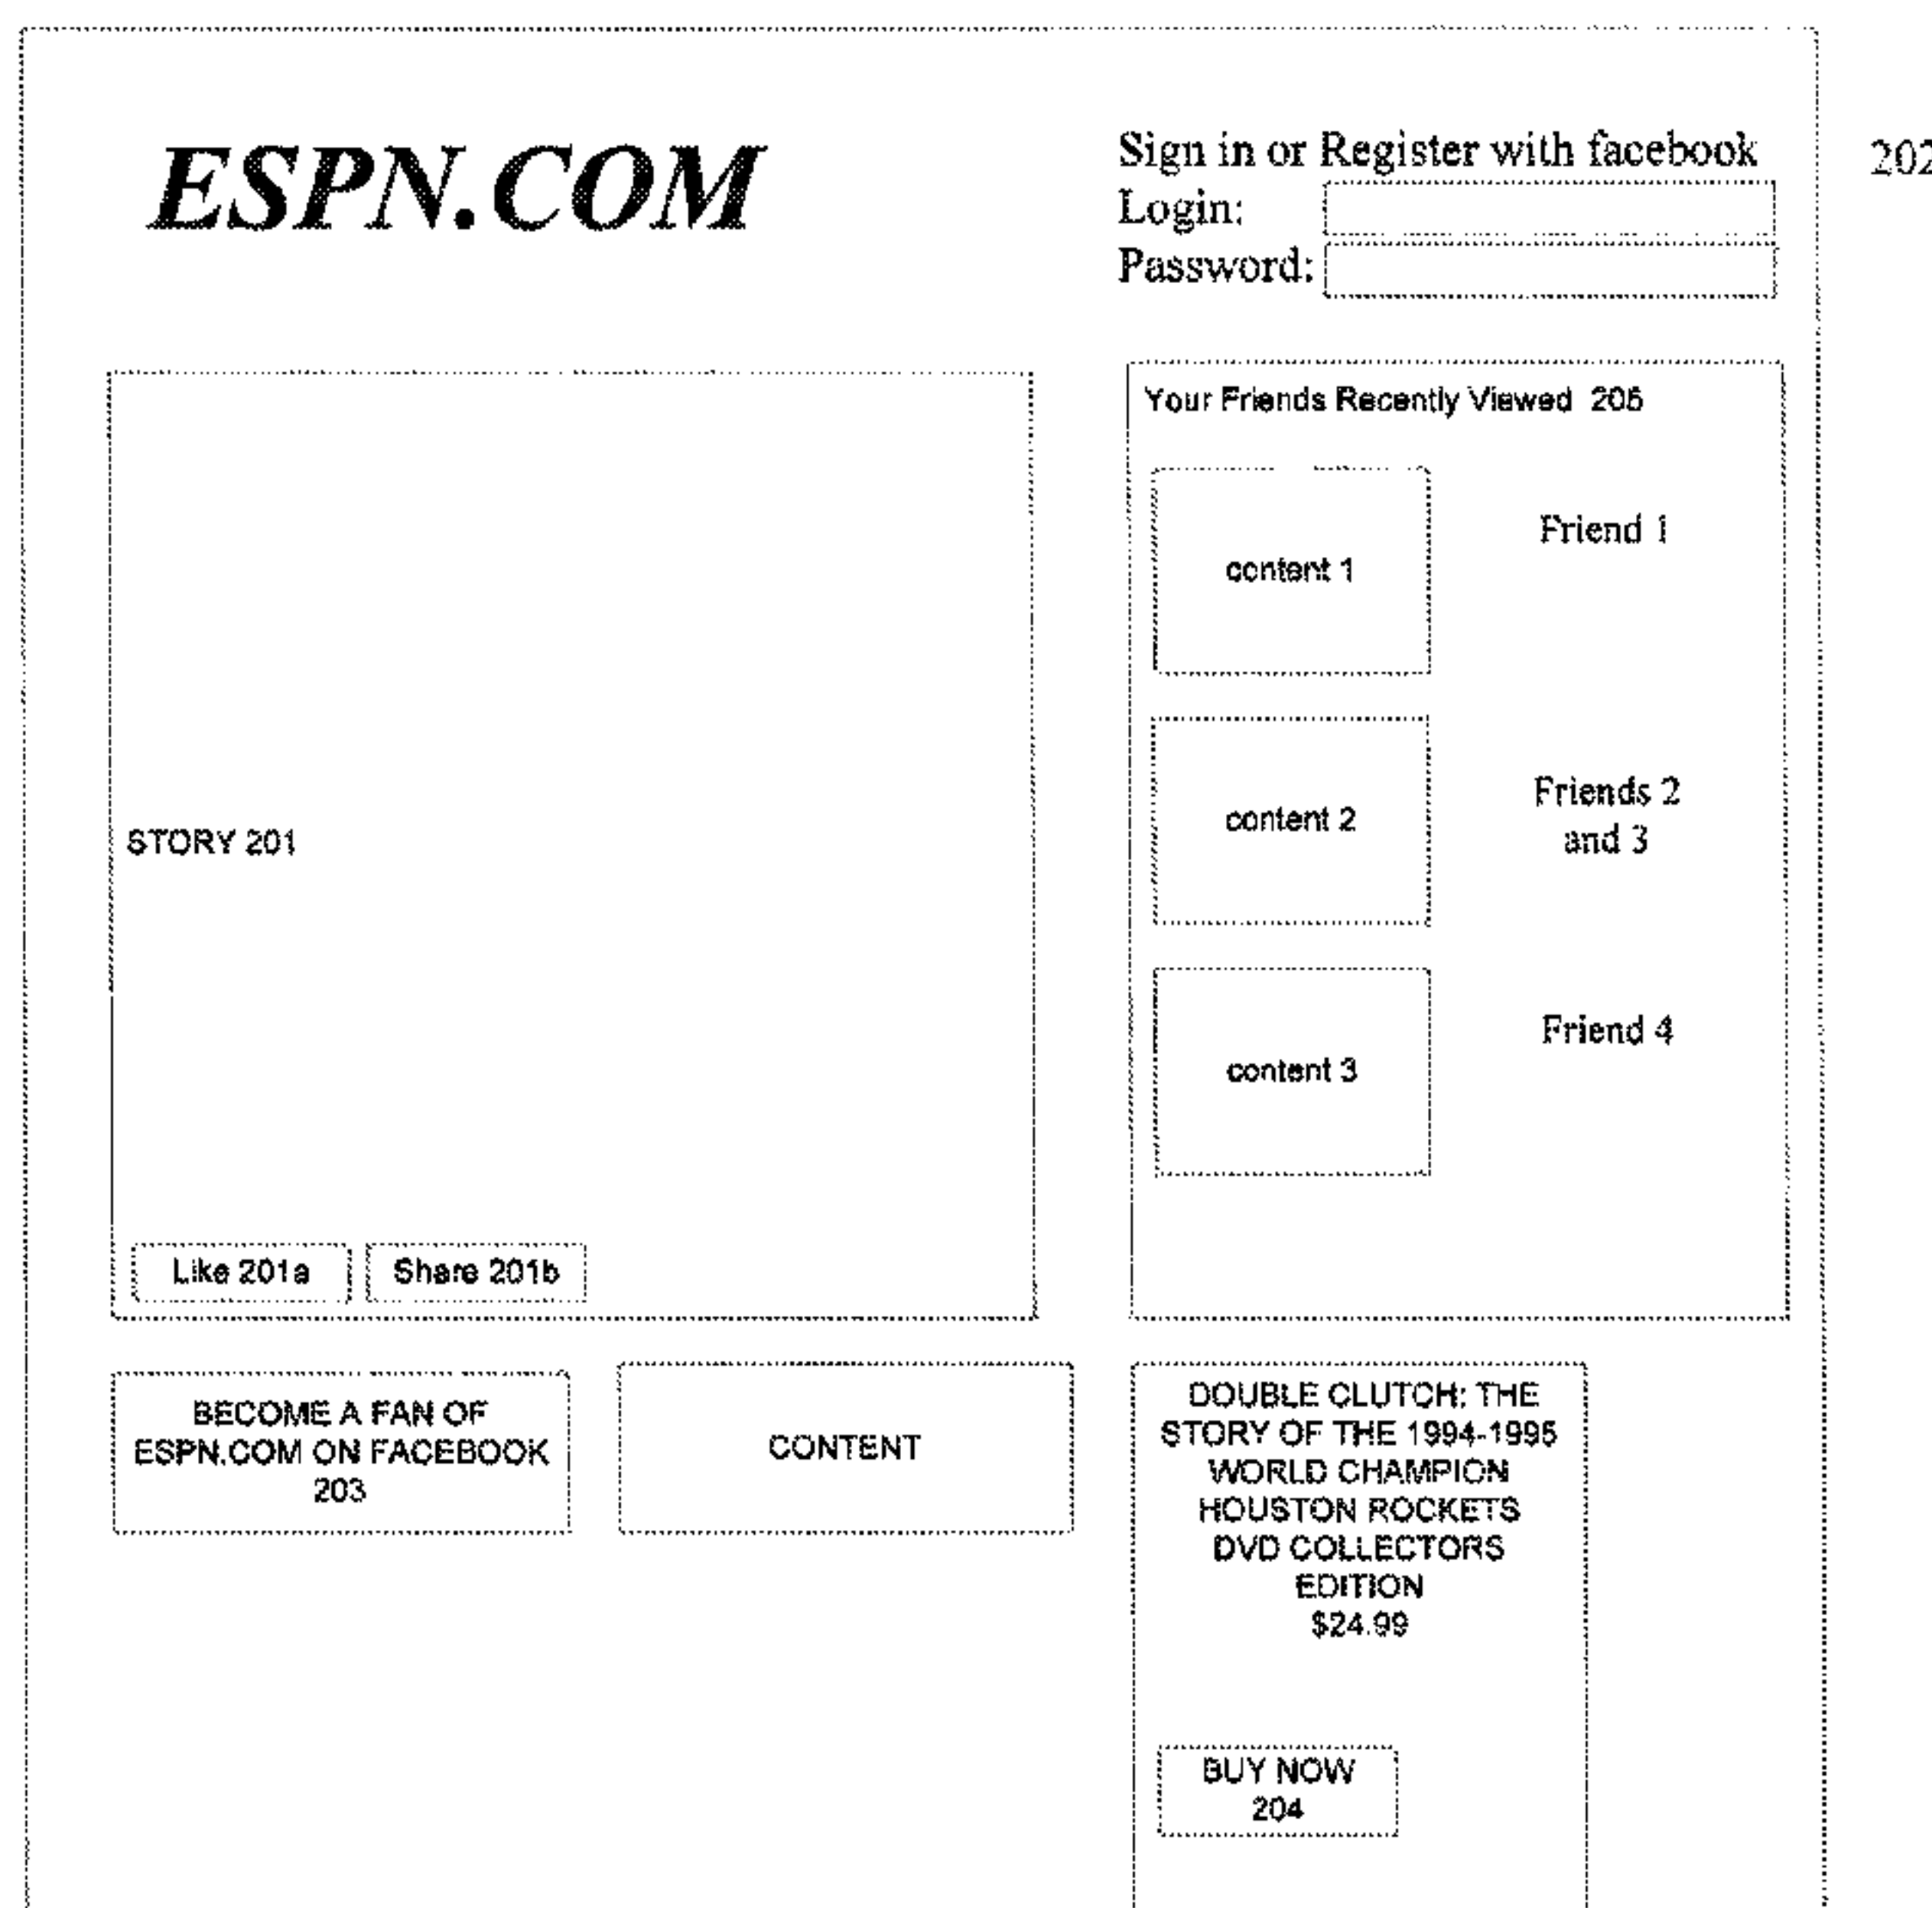 ESPN.COM
Sign in or Register with facebook
202
Login:
Password:
Your Friends Recently Viewed 205
content 1
Friend 1
content 2
Friends 2
and 3
content 3
Friend 4
STORY 201
Like 201a
Share 201b
BECOME A FAN OF
ESPN.COM ON FACEBOOK
203
CONTENT
DOUBLE CLUTCH: THE
STORY OF THE 1994-1995
WORLD CHAMPION
HOUSTON ROCKETS
DVD COLLECTORS
EDITION
$24.99
BUY NOW
204